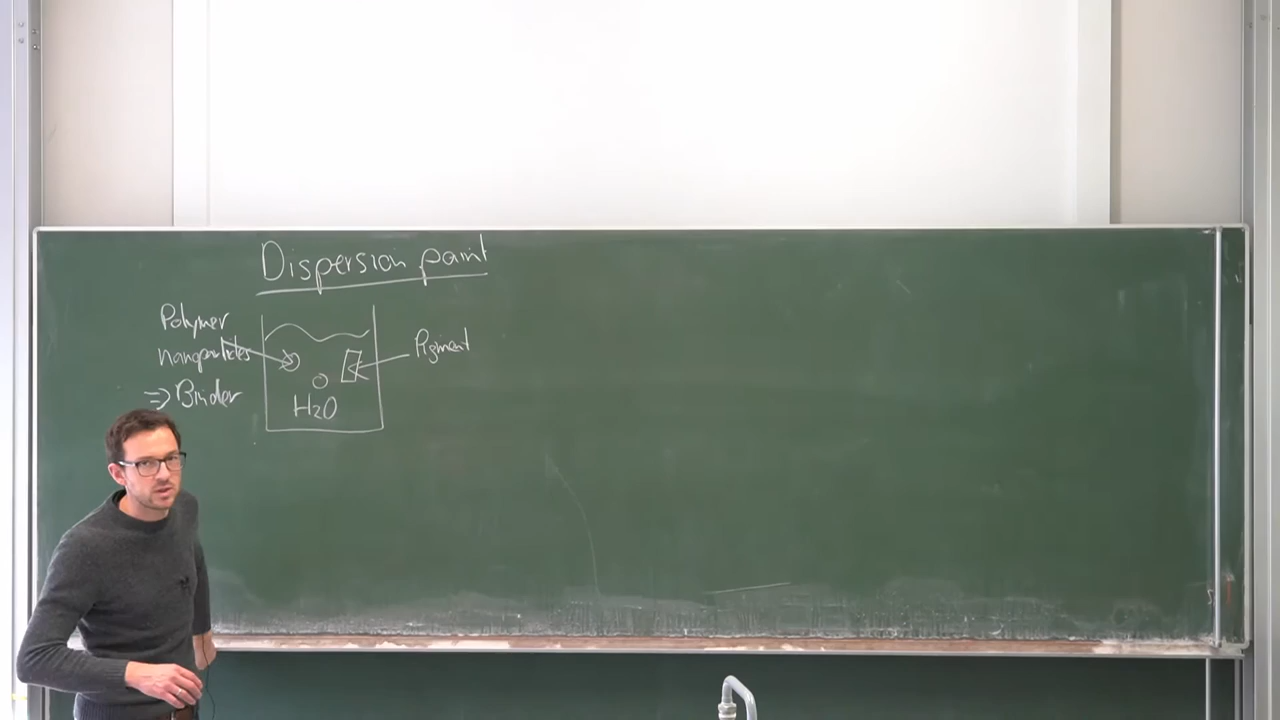 Dispersion paint
Polymer
nanoparticles
=> Binder
Pigment
H₂O